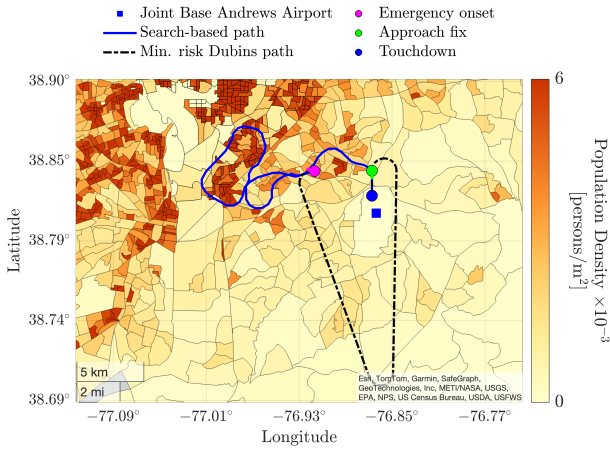 Joint Base Andrews Airport
Emergency onset
Search-based path
Approach fix
Min. risk Dubins path
Touchdown
38.90°
38.85°
38.79°
38.74°
38.69°
Latitude
5 km
2 mi
Esri, TomTom, Garmin, SafeGraph,
GeoTechnologies, Inc, METI/NASA, USGS,
EPA, NPS, US Census Bureau, USDA, USFWS
−77.09°
−77.01°
−76.93°
−76.85°
−76.77°
Longitude
6
0
Population Density ×10⁻³
[persons/m²]